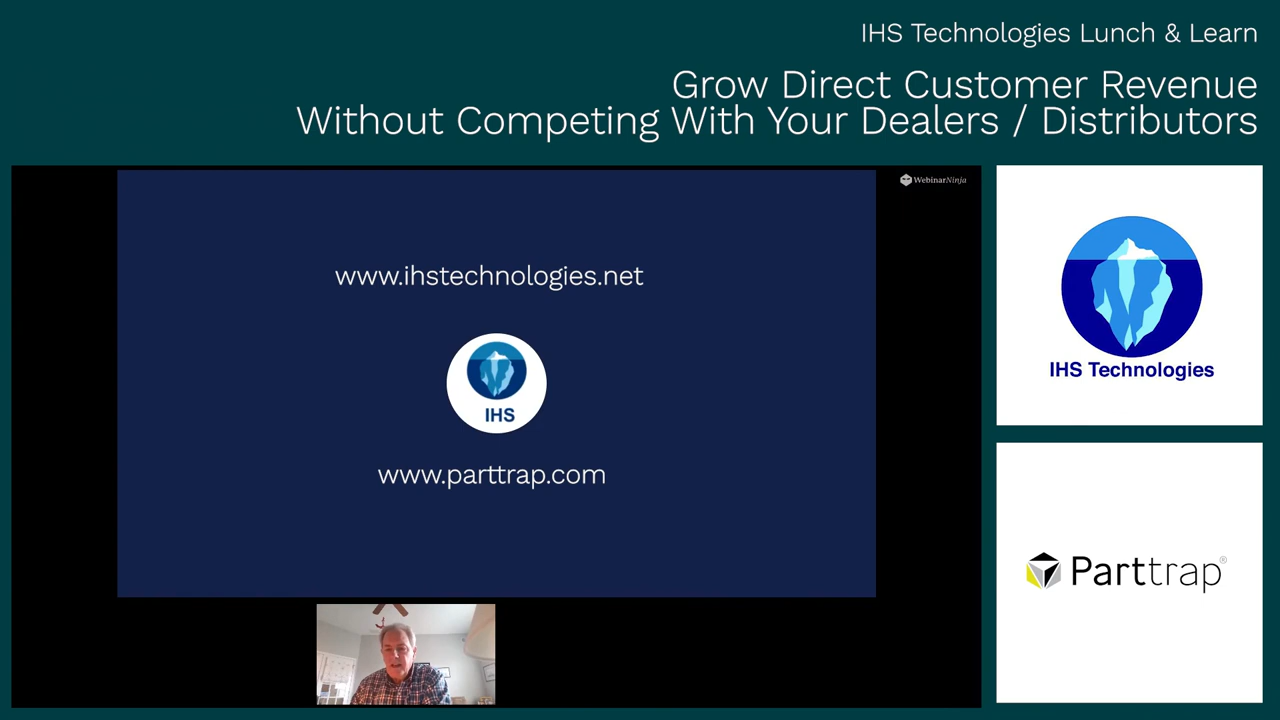 IHS Technologies Lunch & Learn
Grow Direct Customer Revenue
Without Competing With Your Dealers / Distributors
WebinarNinja
www.ihstechnologies.net
IHS
www.parttrap.com
IHS Technologies
Parttrap®